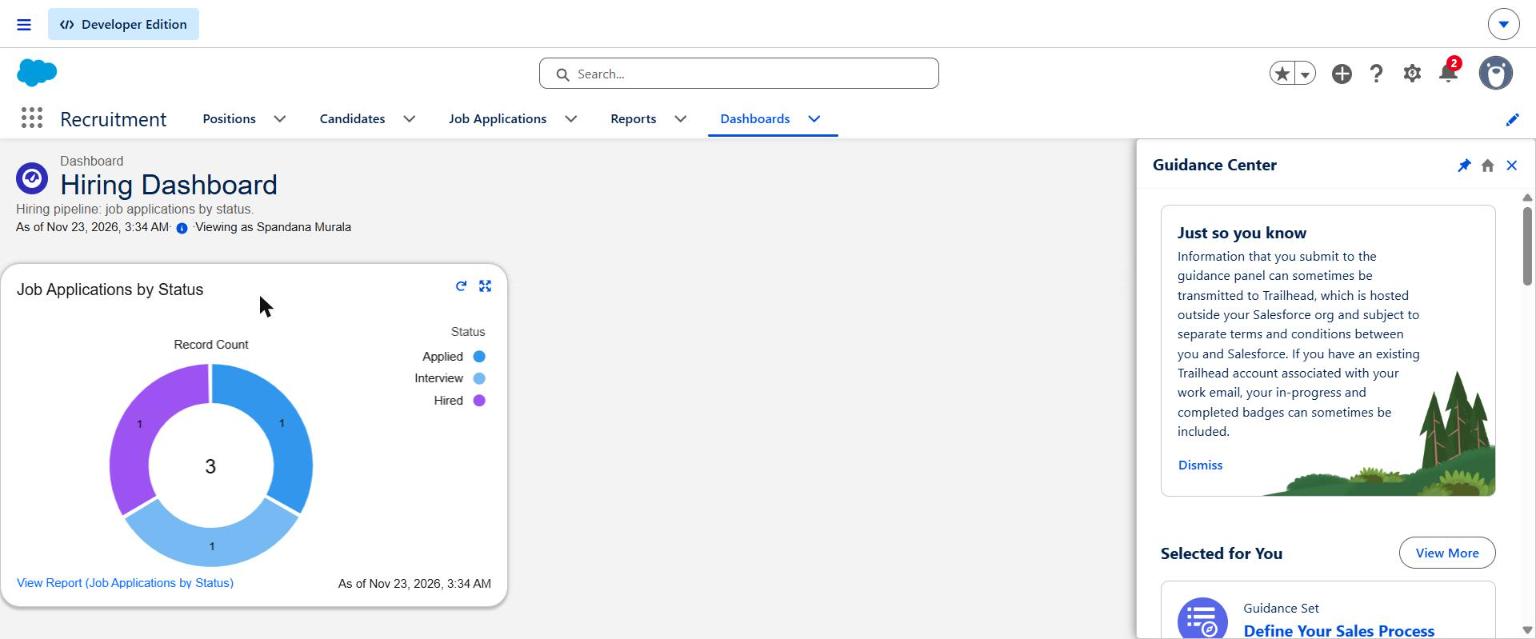 Developer Edition
Search...
2
Recruitment
Positions
Candidates
Job Applications
Reports
Dashboards
Dashboard
Hiring Dashboard
Hiring pipeline: job applications by status.
As of Nov 23, 2026, 3:34 AM· Viewing as Spandana Murala
Job Applications by Status
Record Count
Status
Applied
Interview
Hired
1
1
3
1
View Report (Job Applications by Status)
As of Nov 23, 2026, 3:34 AM
Guidance Center
Just so you know
Information that you submit to the
guidance panel can sometimes be
transmitted to Trailhead, which is hosted
outside your Salesforce org and subject to
separate terms and conditions between
you and Salesforce. If you have an existing
Trailhead account associated with your
work email, your in-progress and
completed badges can sometimes be
included.
Dismiss
Selected for You
View More
Guidance Set
Define Your Sales Process